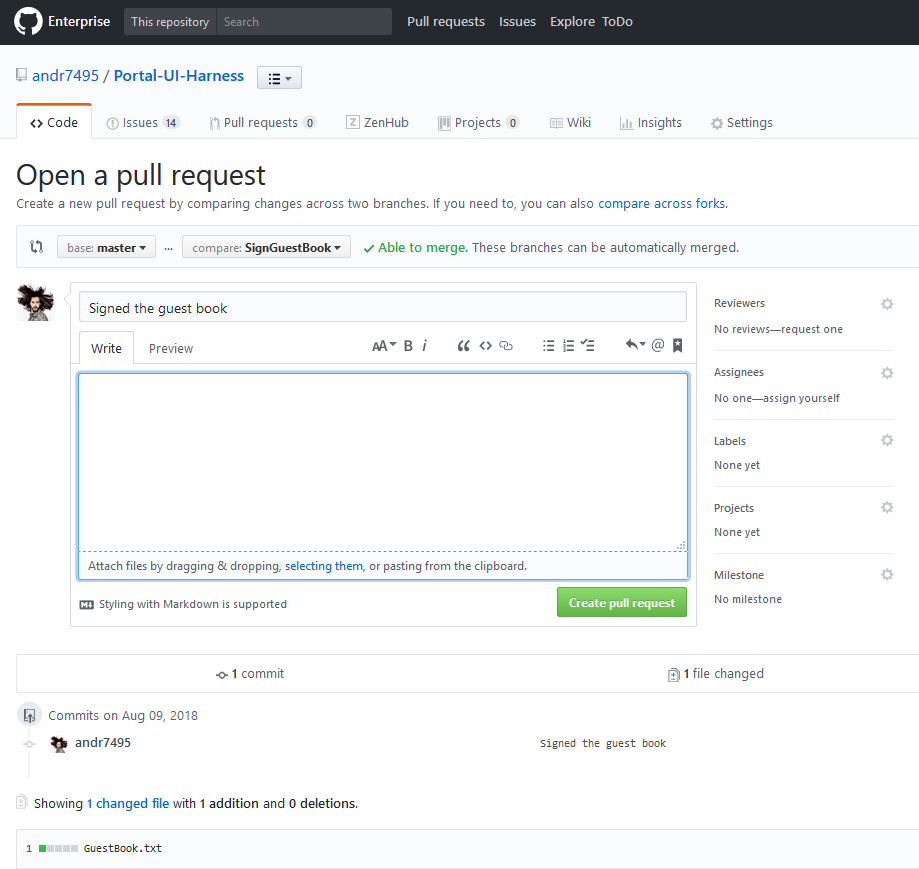 Enterprise This repository Search Pull requests Issues Explore ToDo
andr7495 / Portal-UI-Harness
Code Issues 14 Pull requests 0 ZenHub Projects 0 Wiki Insights Settings
Open a pull request
Create a new pull request by comparing changes across two branches. If you need to, you can also compare across forks.
base: master ... compare: SignGuestBook Able to merge. These branches can be automatically merged.
Signed the guest book
Write Preview AA B i “ <> @
Attach files by dragging & dropping, selecting them, or pasting from the clipboard.
Styling with Markdown is supported
Create pull request
Reviewers
No reviews—request one
Assignees
No one—assign yourself
Labels
None yet
Projects
None yet
Milestone
No milestone
1 commit 1 file changed
Commits on Aug 09, 2018
andr7495 Signed the guest book
Showing 1 changed file with 1 addition and 0 deletions.
1 GuestBook.txt